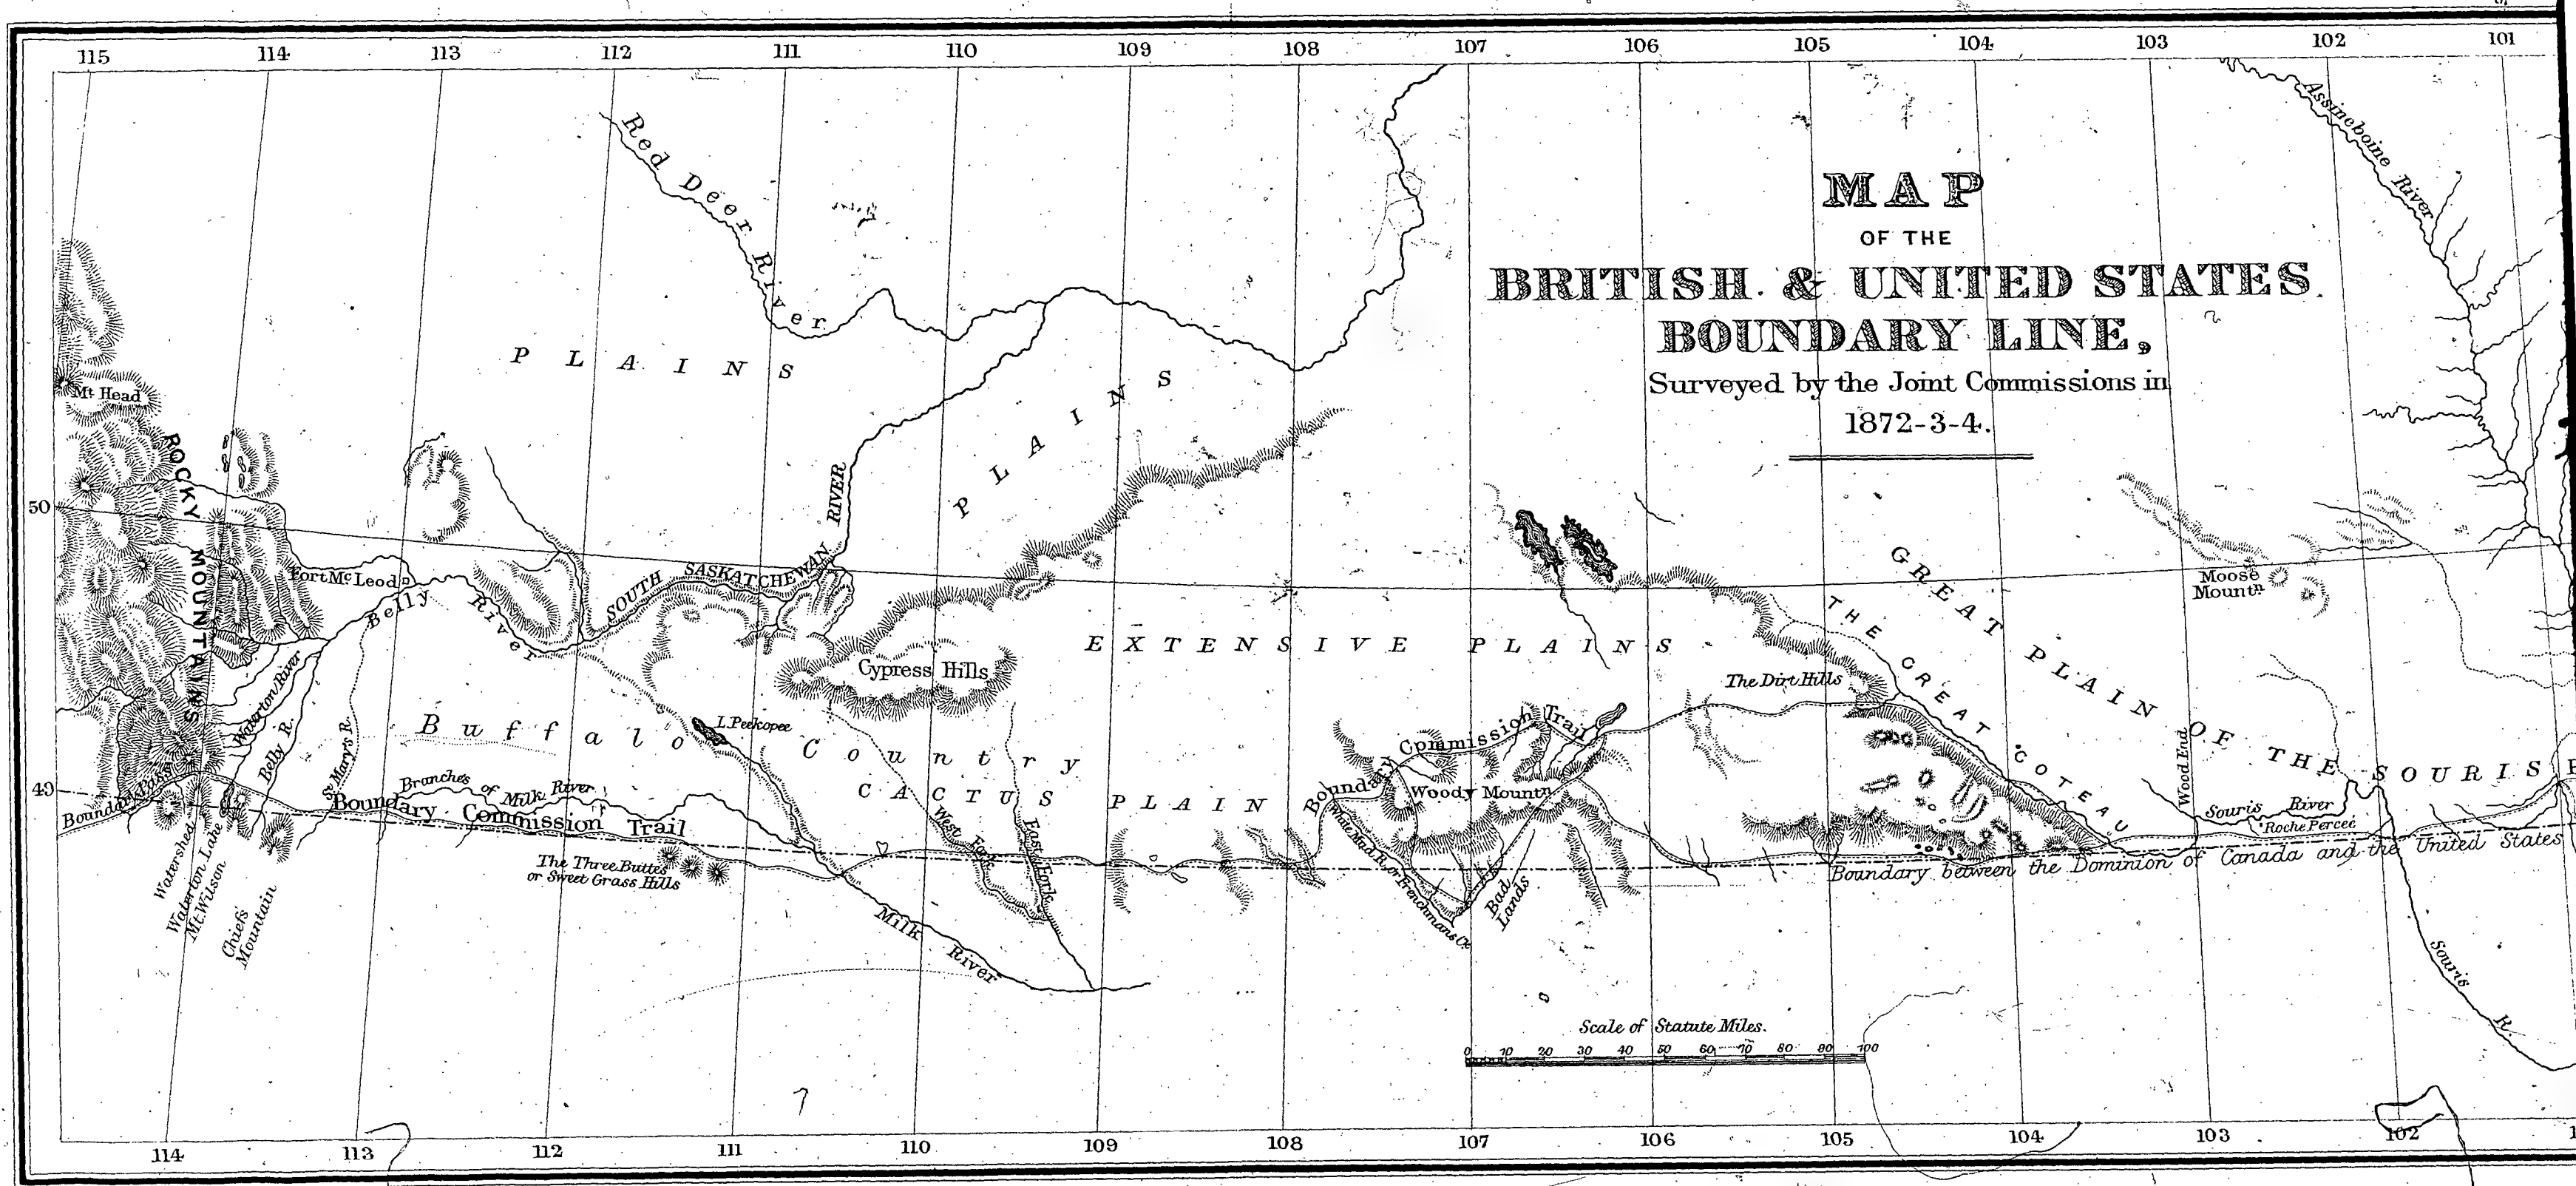 115 114 113 112 111 110 109 108 107 106 105 104 103 102 101
MAP
OF THE
BRITISH & UNITED STATES
BOUNDARY LINE,
Surveyed by the Joint Commissions in
1872-3-4.
Red Deer River
Assineboine River
PLAINS
PLAINS
Mt Head
ROCKY MOUNTAINS
50
Fort McLeod
Belly River
SOUTH SASKATCHEWAN RIVER
Cypress Hills
EXTENSIVE PLAINS
Moose
Mountn
GREAT PLAIN OF THE SOURIS
THE GREAT COTEAU
The Dirt Hills
Waterton River
Belly R.
St Marys R.
Buffalo Country
L. Peekopee
CACTUS PLAIN
Boundary Commission Trail
Woody Mountn
Wood End
49
Boundary Pass
Branches of Milk River
Boundary Commission Trail
West Fork
East Fork
White Mud R. or Frenchmans Ck
Bad
Lands
Souris River
Roche Perceé
Boundary between the Dominion of Canada and the United States
The Three Buttes
or Sweet Grass Hills
Watershed
Waterton Lake
Mt Wilson
Chiefs'
Mountain
Milk River
Souris R.
Scale of Statute Miles.
0 10 20 30 40 50 60 70 80 90 100
114 113 112 111 110 109 108 107 106 105 104 103 102